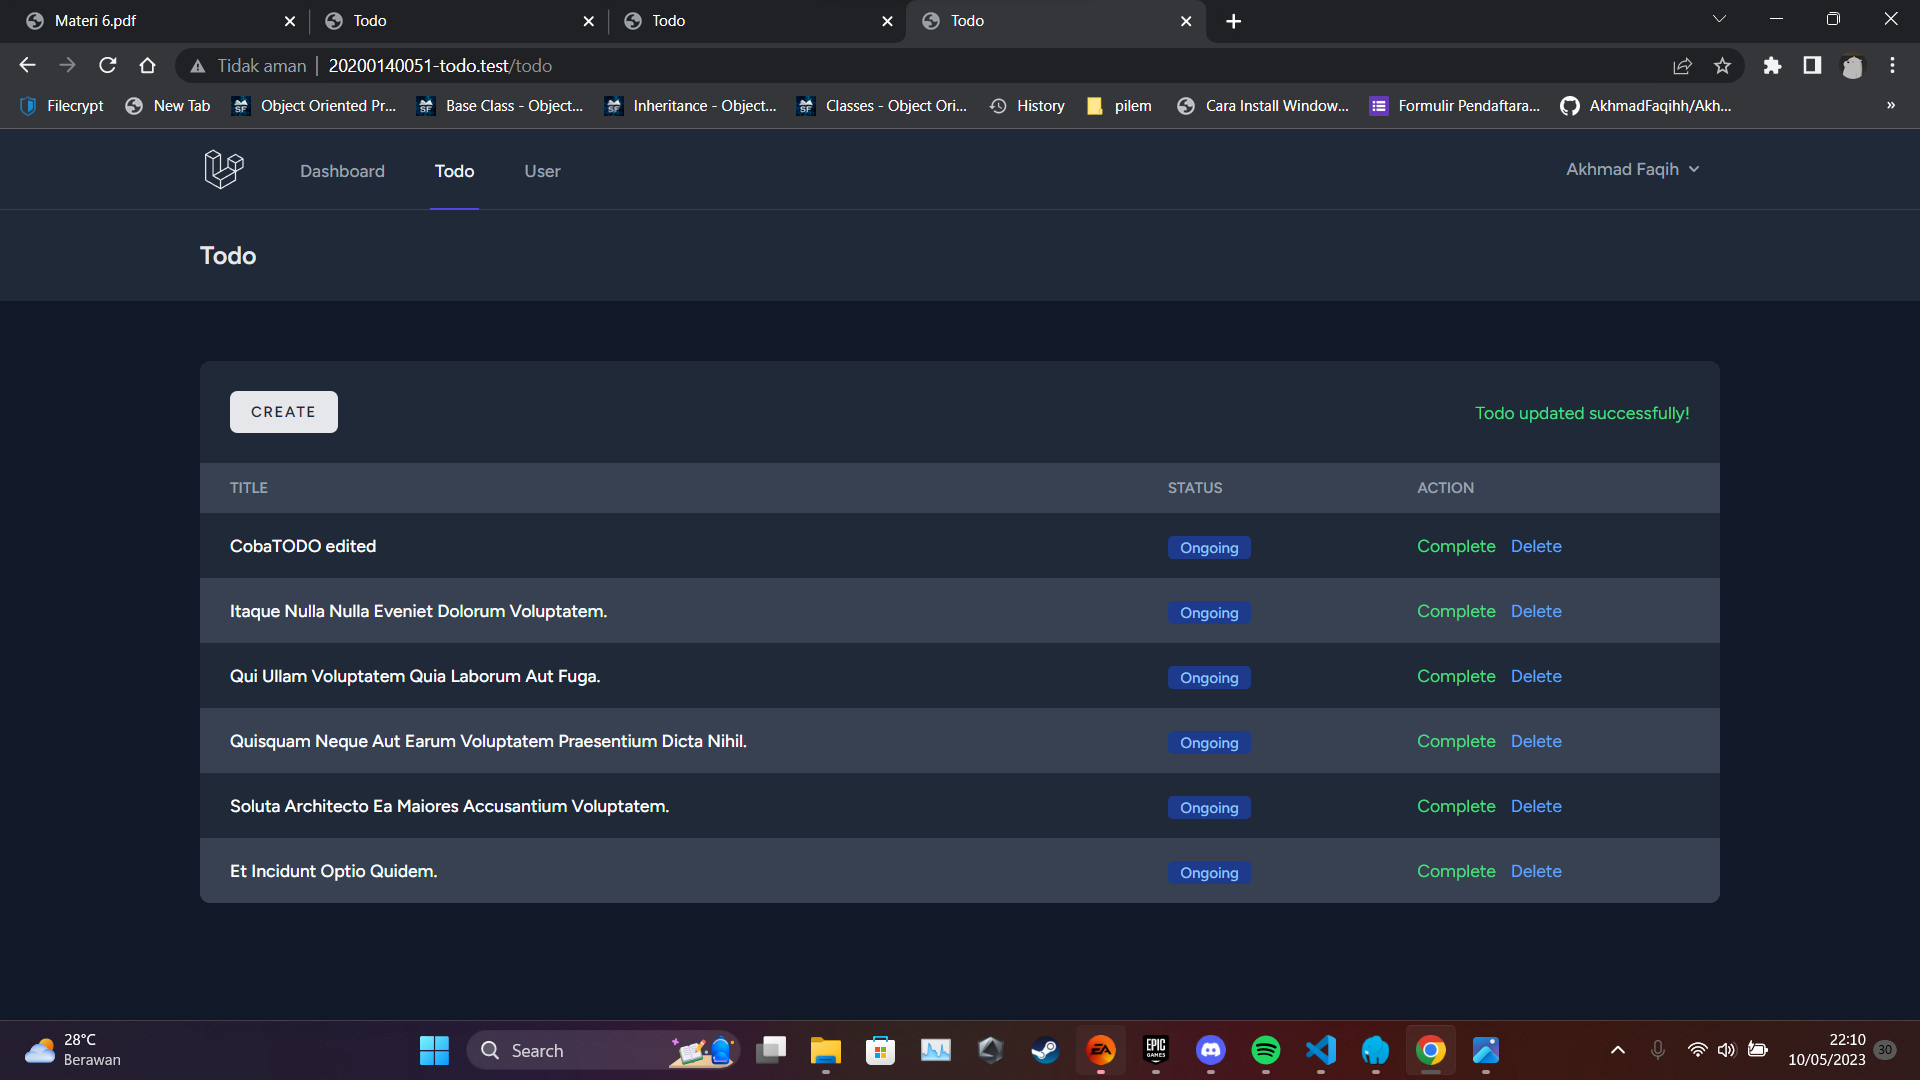 Materi 6.pdf
Todo
Todo
Todo
Tidak aman
20200140051-todo.test/todo
Filecrypt
New Tab
Object Oriented Pr...
Base Class - Object...
Inheritance - Object...
Classes - Object Ori...
History
pilem
Cara Install Window...
Formulir Pendaftara...
AkhmadFaqihh/Akh...
»
Dashboard
Todo
User
Akhmad Faqih
Todo
CREATE
Todo updated successfully!
TITLE STATUS ACTION
CobaTODO edited Ongoing Complete Delete
Itaque Nulla Nulla Eveniet Dolorum Voluptatem. Ongoing Complete Delete
Qui Ullam Voluptatem Quia Laborum Aut Fuga. Ongoing Complete Delete
Quisquam Neque Aut Earum Voluptatem Praesentium Dicta Nihil. Ongoing Complete Delete
Soluta Architecto Ea Maiores Accusantium Voluptatem. Ongoing Complete Delete
Et Incidunt Optio Quidem. Ongoing Complete Delete
28°C
Berawan
Search
EA
EPIC
GAMES
22:10
10/05/2023
30